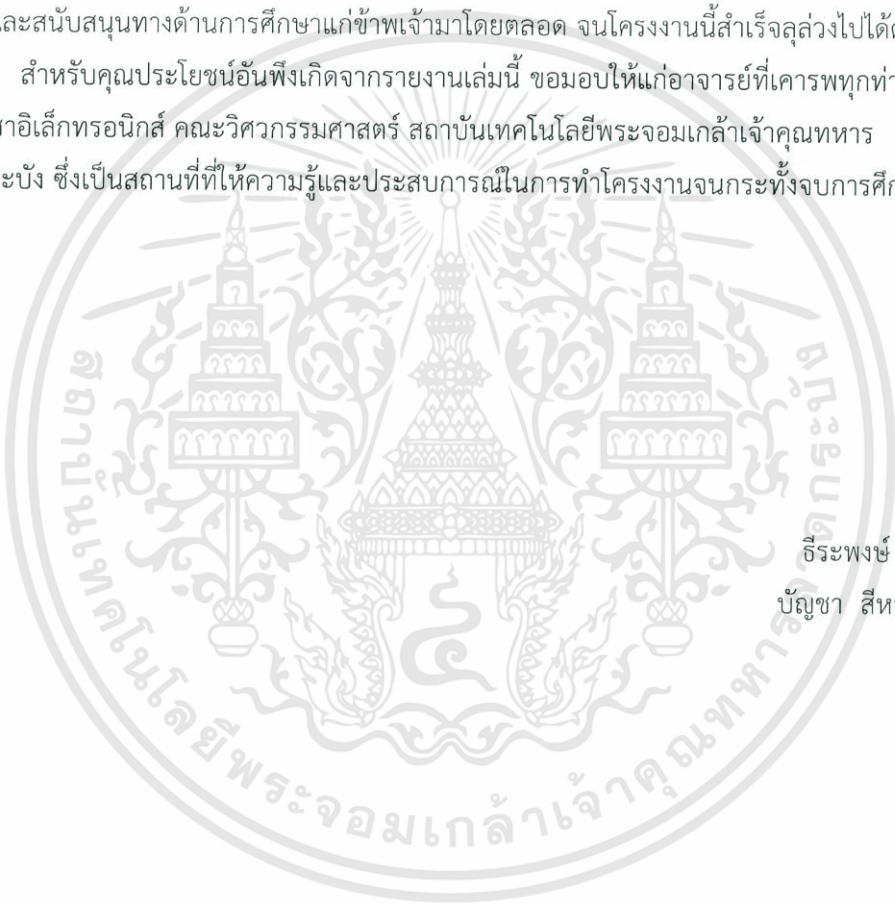 ละสนับสนุนทางด้านการศึกษาแก่ข้าพเจ้ามาโดยตลอด จนโครงงานนี้สำเร็จลุล่วงไปได้
สำหรับคุณประโยชน์อันพึงเกิดจากรายงานเล่มนี้ ขอมอบให้แก่อาจารย์ที่เคารพทุกท่า
าอิเล็กทรอนิกส์ คณะวิศวกรรมศาสตร์ สถาบันเทคโนโลยีพระจอมเกล้าเจ้าคุณทหาร
ะบัง ซึ่งเป็นสถานที่ที่ให้ความรู้และประสบการณ์ในการทำโครงงานจนกระทั้งจบการศึก
ธีระพงษ์
บัญชา สีห
สถาบันเทคโนโลยีพระจอมเกล้าเจ้าคุณทหารลาดกระบัง